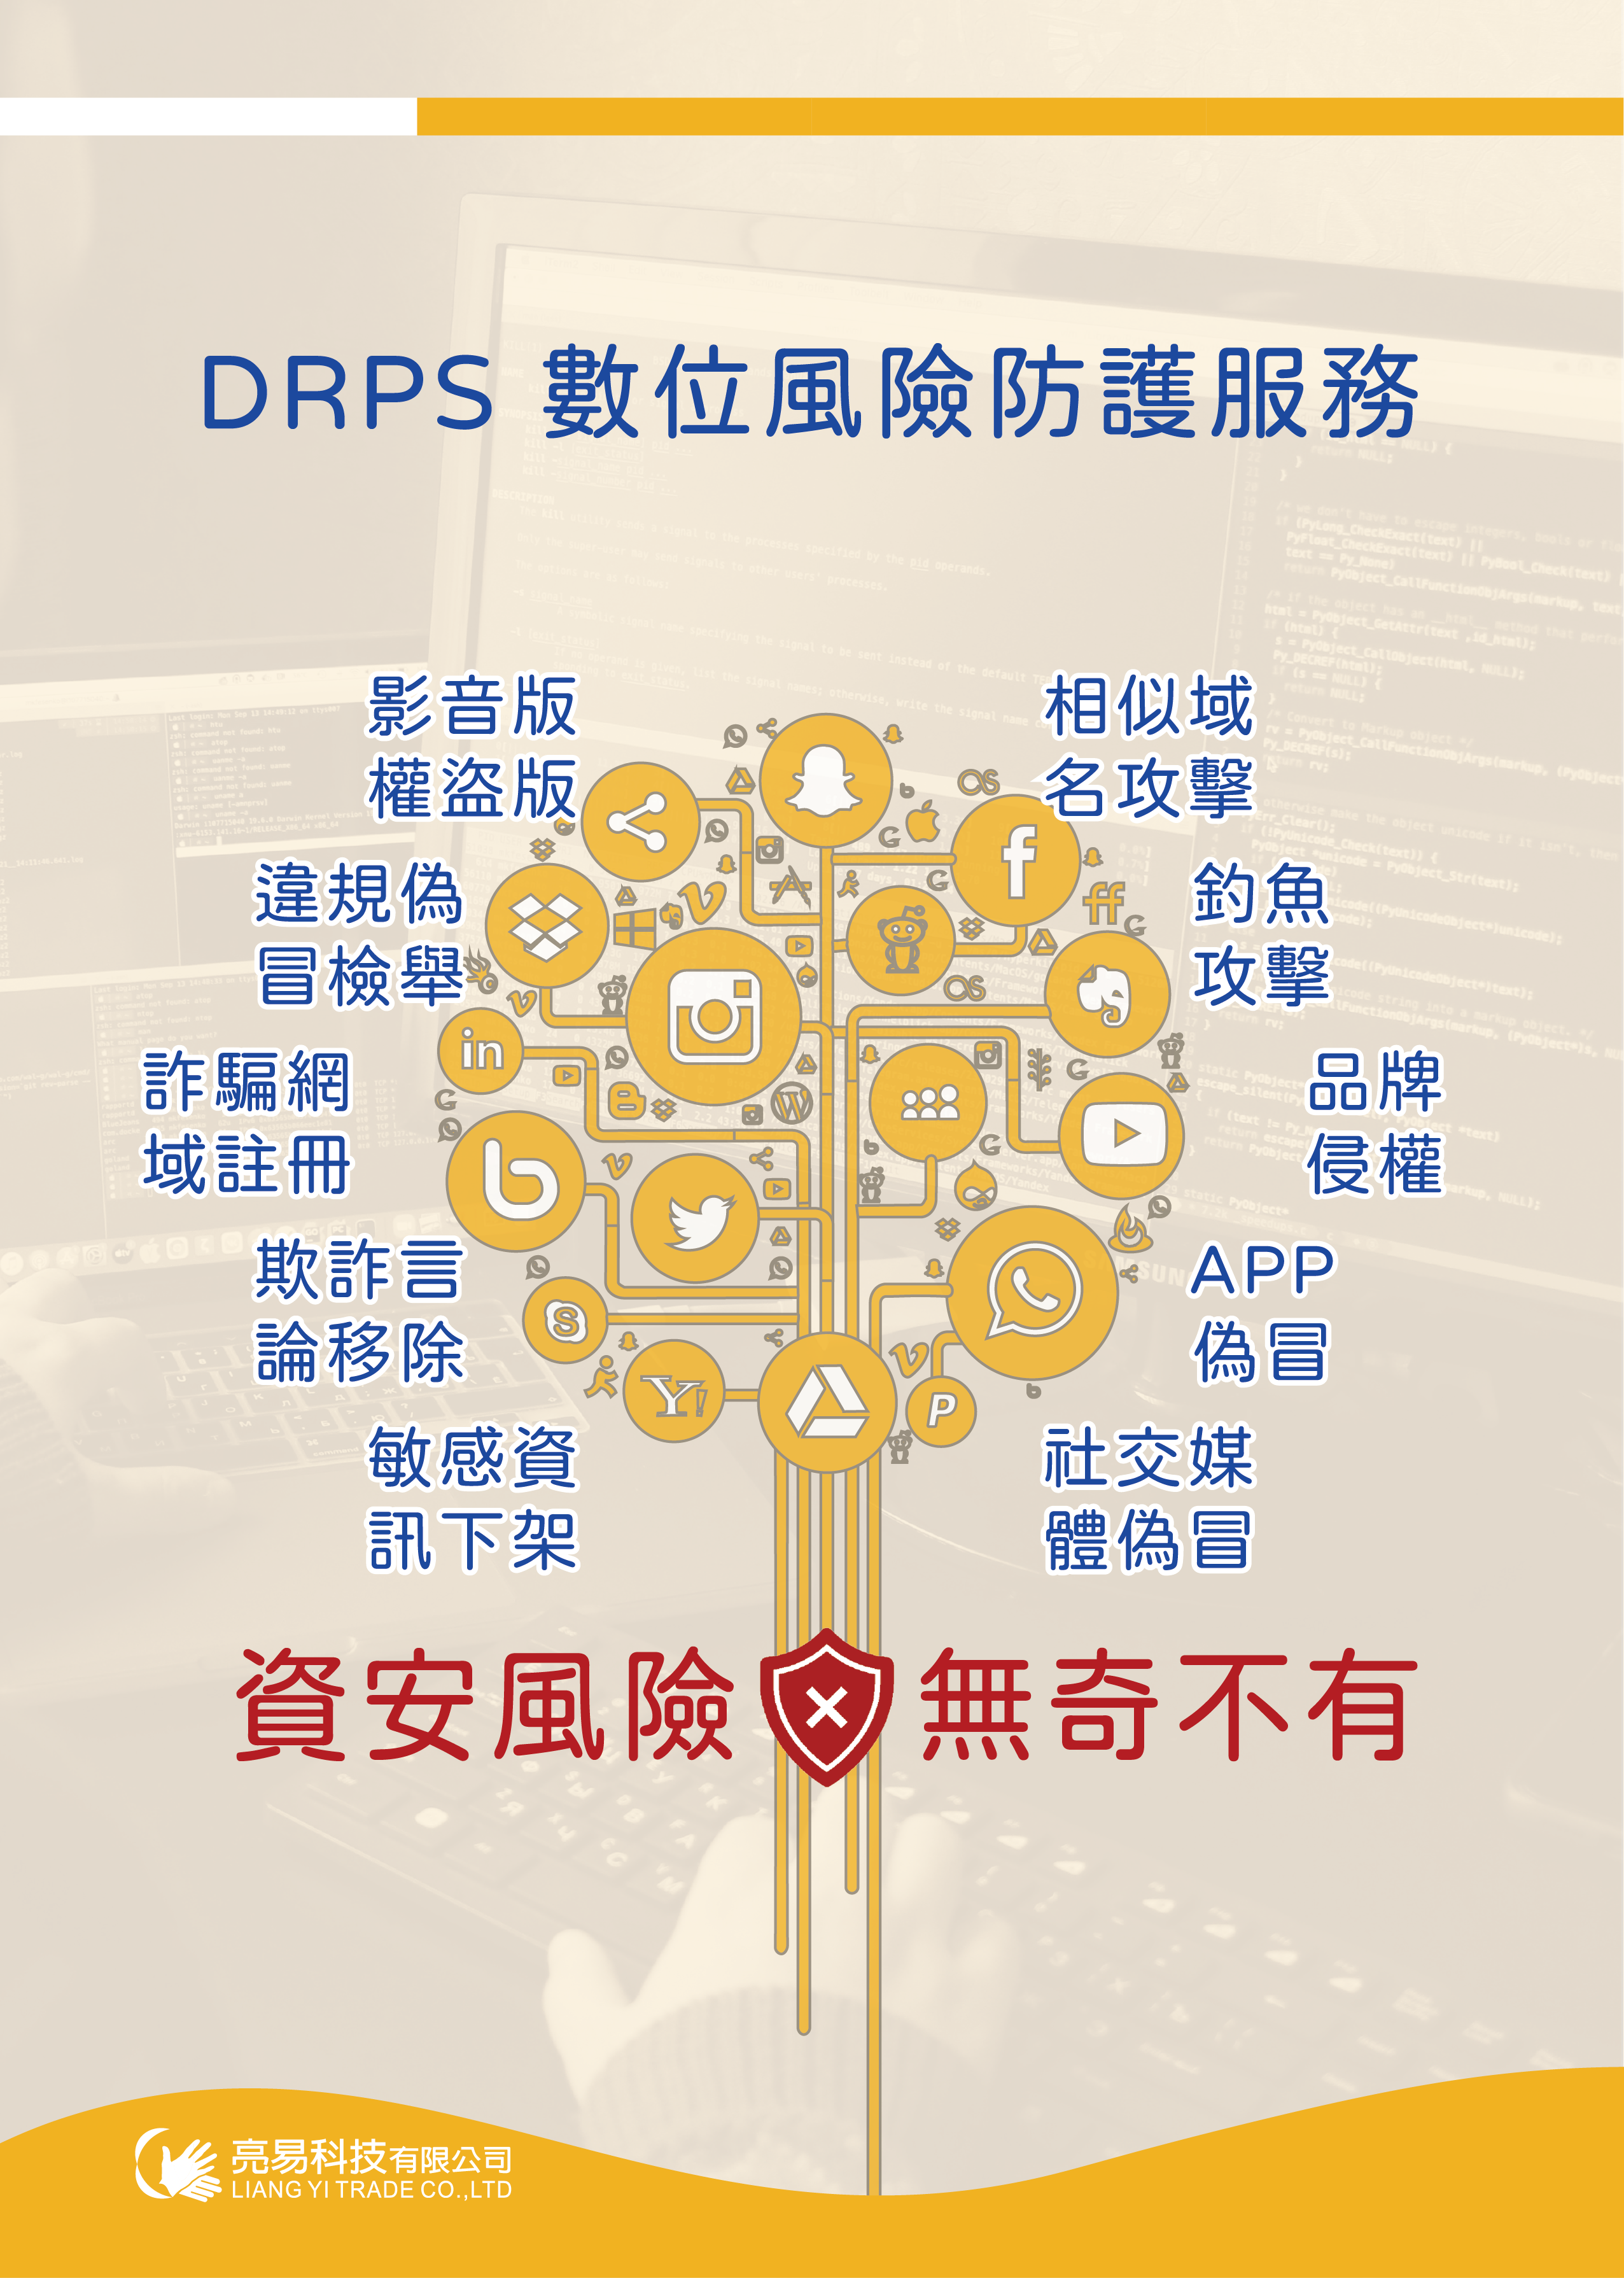 DRPS 數位風險防護服務
影音版
權盜版
相似域
名攻擊
違規偽
冒檢舉
釣魚
攻擊
詐騙網
域註冊
品牌
侵權
欺詐言
論移除
APP
偽冒
敏感資
訊下架
社交媒
體偽冒
資安風險 無奇不有
亮易科技有限公司
LIANG YI TRADE CO.,LTD